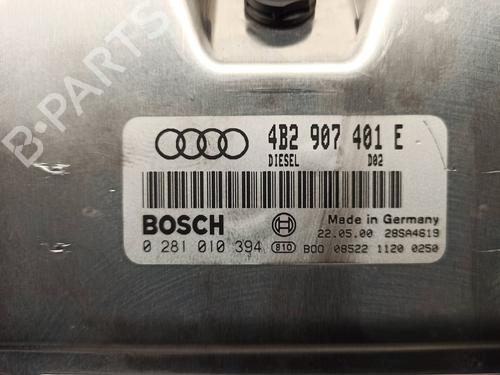 4B2 907 401 E
DIESEL D02
BOSCH Made in Germany
22.05.00 28SA4619
0 281 010 394 810 B00 08522 1120 0250
B-PARTS